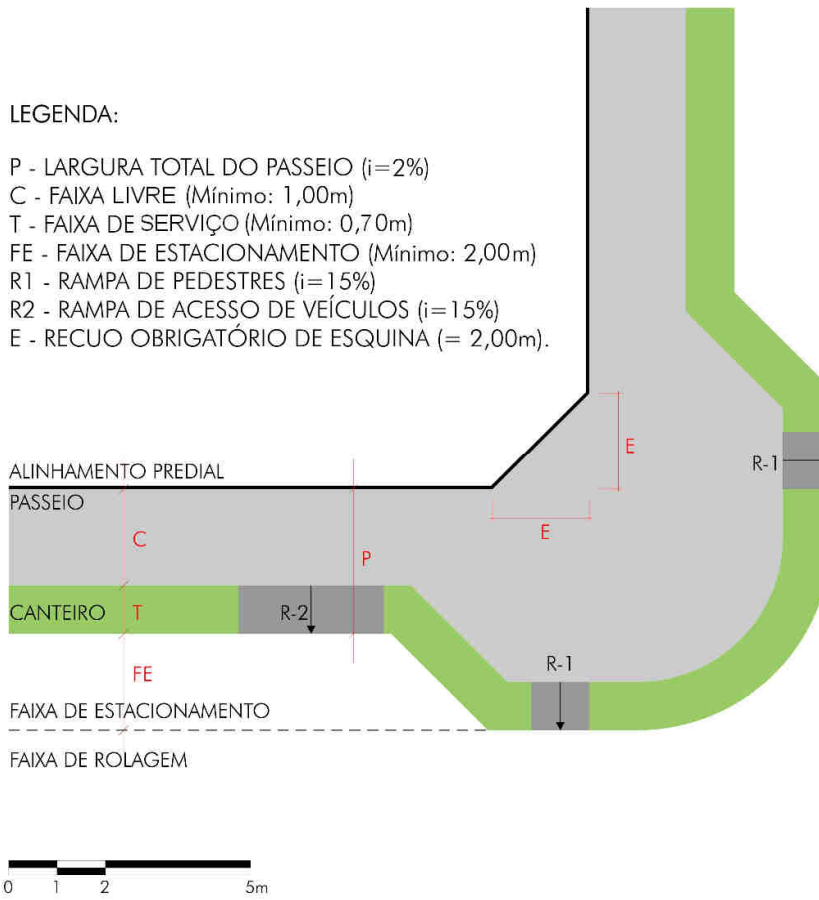 LEGENDA:
P - LARGURA TOTAL DO PASSEIO (i=2%)
C - FAIXA LIVRE (Mínimo: 1,00m)
T - FAIXA DE SERVIÇO (Mínimo: 0,70m)
FE - FAIXA DE ESTACIONAMENTO (Mínimo: 2,00m)
R1 - RAMPA DE PEDESTRES (i=15%)
R2 - RAMPA DE ACESSO DE VEÍCULOS (i=15%)
E - RECUO OBRIGATÓRIO DE ESQUINA (= 2,00m).
E
R-1
ALINHAMENTO PREDIAL
PASSEIO
E
C
P
CANTEIRO
T
R-2
R-1
FE
FAIXA DE ESTACIONAMENTO
FAIXA DE ROLAGEM
0 1 2 5m